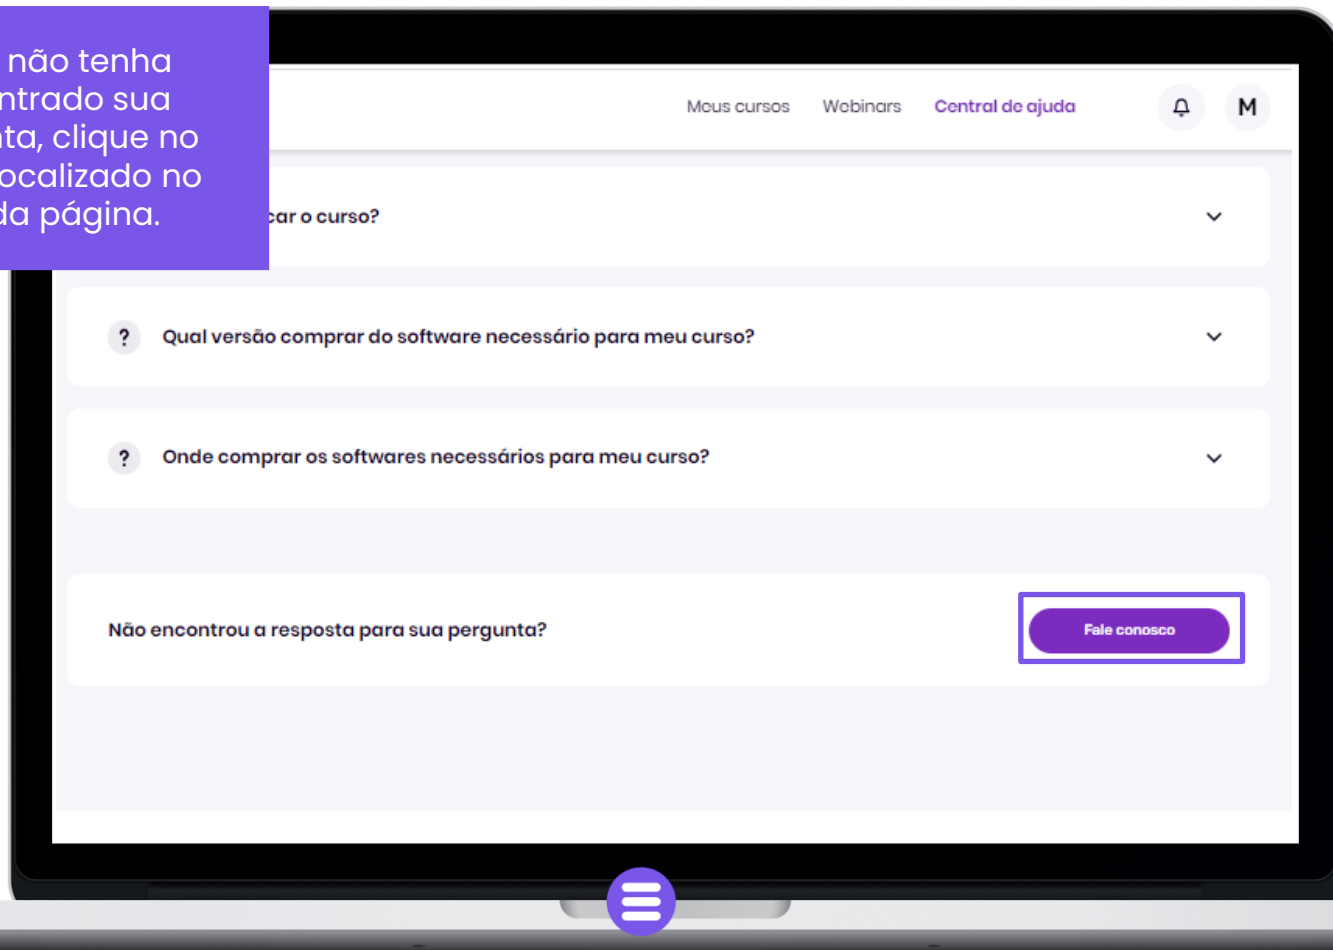 não tenha
ntrado sua
nta, clique no
ocalizado no
da página.
Meus cursos Webinars Central de ajuda M
car o curso?
? Qual versão comprar do software necessário para meu curso?
? Onde comprar os softwares necessários para meu curso?
Não encontrou a resposta para sua pergunta? Fale conosco